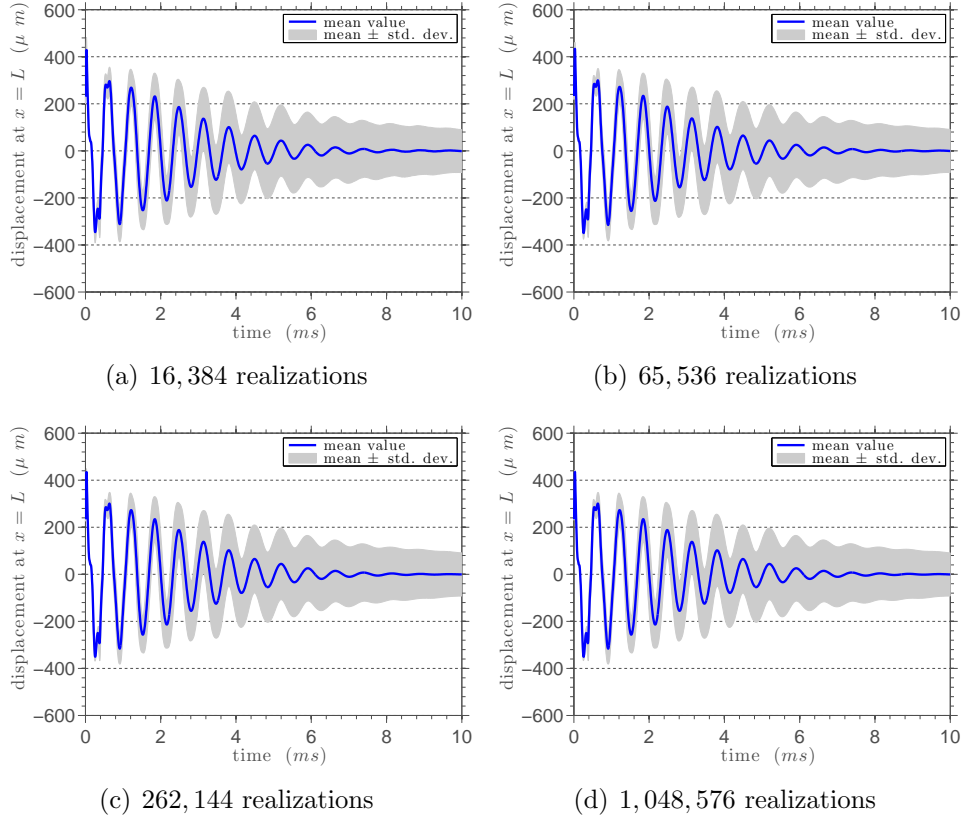 600
400
200
0
−200
−400
−600
displacement at x = L (μ m)
0 2 4 6 8 10
time (ms)
mean value
mean ± std. dev.
(a) 16,384 realizations
600
400
200
0
−200
−400
−600
displacement at x = L (μ m)
0 2 4 6 8 10
time (ms)
mean value
mean ± std. dev.
(b) 65,536 realizations
600
400
200
0
−200
−400
−600
displacement at x = L (μ m)
0 2 4 6 8 10
time (ms)
mean value
mean ± std. dev.
(c) 262,144 realizations
600
400
200
0
−200
−400
−600
displacement at x = L (μ m)
0 2 4 6 8 10
time (ms)
mean value
mean ± std. dev.
(d) 1,048,576 realizations